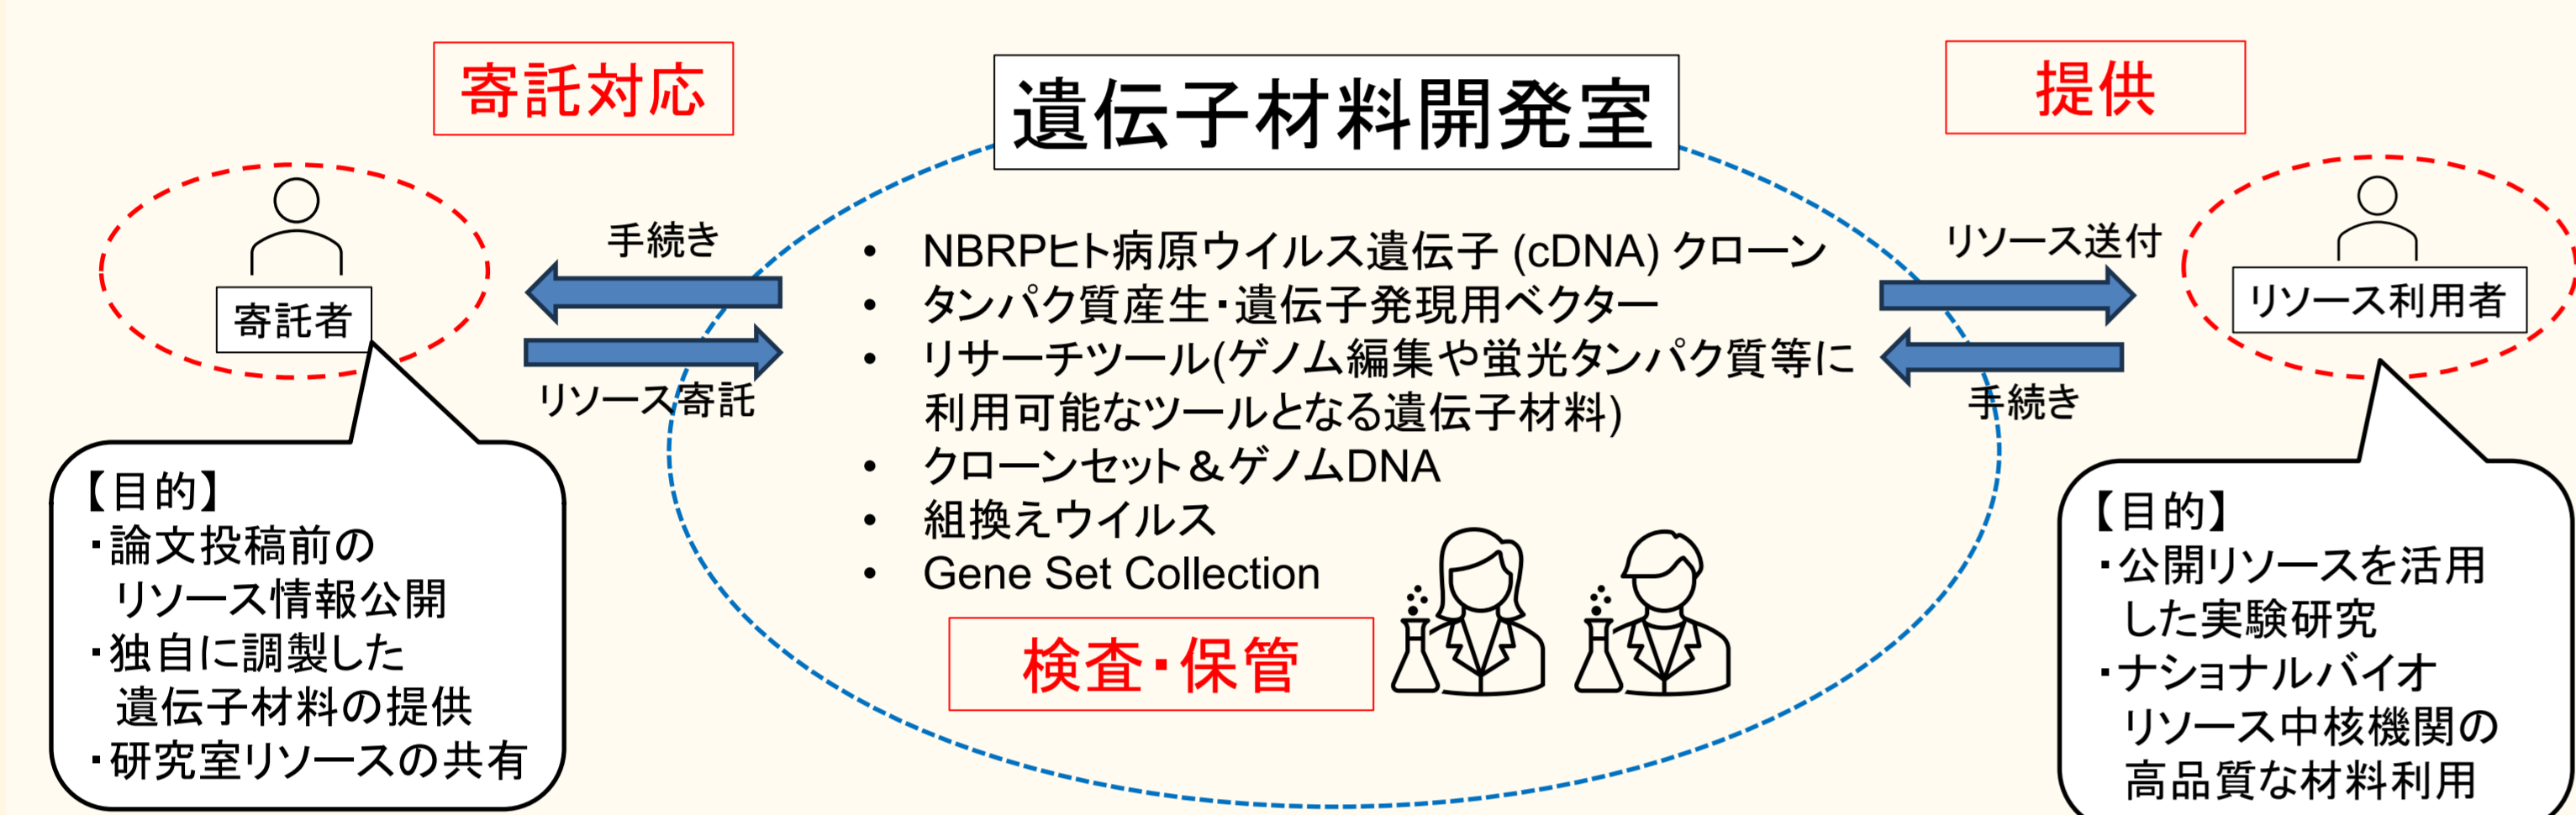 寄託対応
遺伝子材料開発室
提供
手続き
リソース寄託
寄託者
【目的】
・論文投稿前の
リソース情報公開
・独自に調製した
遺伝子材料の提供
・研究室リソースの共有
• NBRPヒト病原ウイルス遺伝子 (cDNA) クローン
• タンパク質産生・遺伝子発現用ベクター
• リサーチツール(ゲノム編集や蛍光タンパク質等に
利用可能なツールとなる遺伝子材料)
• クローンセット＆ゲノムDNA
• 組換えウイルス
• Gene Set Collection
検査・保管
リソース送付
手続き
リソース利用者
【目的】
・公開リソースを活用
した実験研究
・ナショナルバイオ
リソース中核機関の
高品質な材料利用